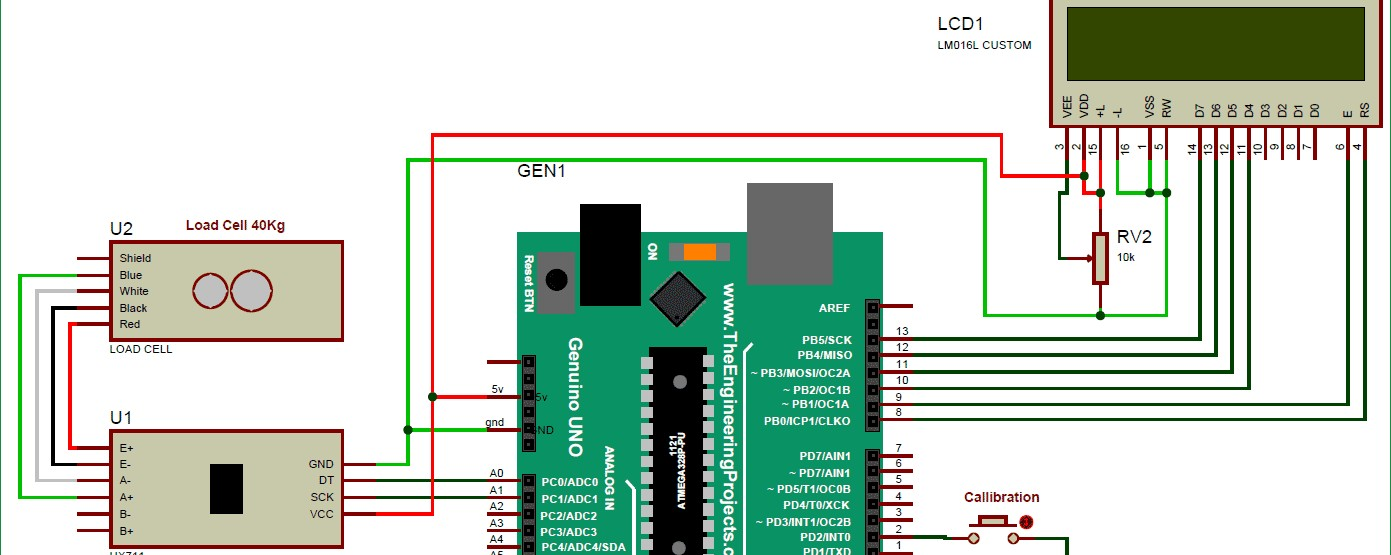 LCD1
LM016L CUSTOM
VEE VDD +L -L VSS RW D7 D6 D5 D4 D3 D2 D1 D0 E RS
3 2 15 16 1 5 14 13 12 11 10 9 8 7 6 4
GEN1
U2
Load Cell 40Kg
Shield
Blue
White
Black
Red
LOAD CELL
U1
E+
E-
A-
A+
B-
B+
GND
DT
SCK
VCC
5v
5v
gnd
ND
A0
A1
A2
A3
A4
PC0/ADC0
PC1/ADC1
PC2/ADC2
PC3/ADC3
PC4/ADC4/SDA
Reset BTN
ON
Genuino UNO
ANALOG IN
1121
ATMEGA328P-PU
www.TheEngineeringProjects.c
AREF
PB5/SCK 13
PB4/MISO 12
~ PB3/MOSI/OC2A 11
~ PB2/OC1B 10
~ PB1/OC1A 9
PB0/ICP1/CLKO 8
PD7/AIN1 7
~ PD7/AIN1 6
~ PD5/T1/OC0B 5
PD4/T0/XCK 4
~ PD3/INT1/OC2B 3
PD2/INT0 2
PD1/TXD 1
RV2
10k
Callibration